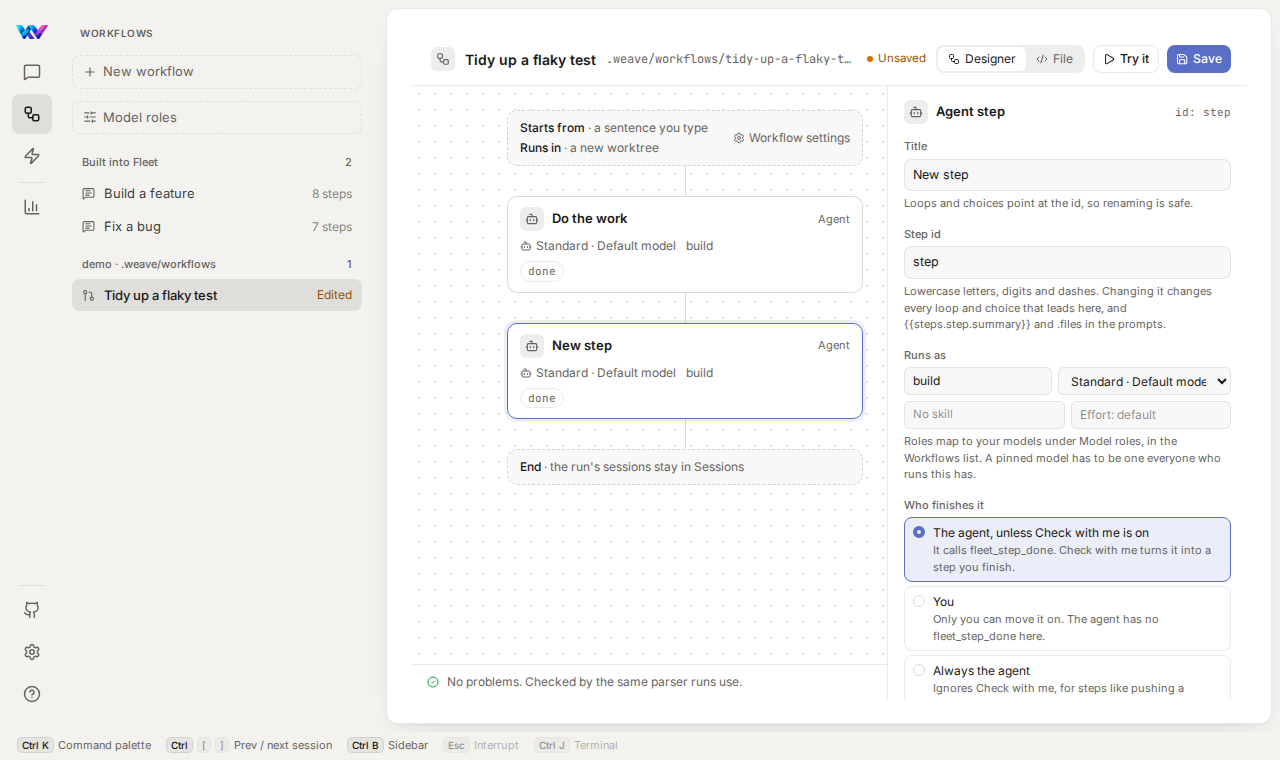 WORKFLOWS
New workflow
Model roles
Built into Fleet 2
Build a feature 8 steps
Fix a bug 7 steps
demo · .weave/workflows 1
Tidy up a flaky test Edited
Tidy up a flaky test .weave/workflows/tidy-up-a-flaky-t… Unsaved Designer File Try it Save
Starts from · a sentence you type
Runs in · a new worktree
Workflow settings
Do the work Agent
Standard · Default model build
done
New step Agent
Standard · Default model build
done
End · the run's sessions stay in Sessions
No problems. Checked by the same parser runs use.
Agent step id: step
Title
New step
Loops and choices point at the id, so renaming is safe.
Step id
step
Lowercase letters, digits and dashes. Changing it changes
every loop and choice that leads here, and
{{steps.step.summary}} and .files in the prompts.
Runs as
build Standard · Default mode
No skill Effort: default
Roles map to your models under Model roles, in the
Workflows list. A pinned model has to be one everyone who
runs this has.
Who finishes it
The agent, unless Check with me is on
It calls fleet_step_done. Check with me turns it into a
step you finish.
You
Only you can move it on. The agent has no
fleet_step_done here.
Always the agent
Ignores Check with me, for steps like pushing a
Ctrl K Command palette Ctrl [ ] Prev / next session Ctrl B Sidebar Esc Interrupt Ctrl J Terminal